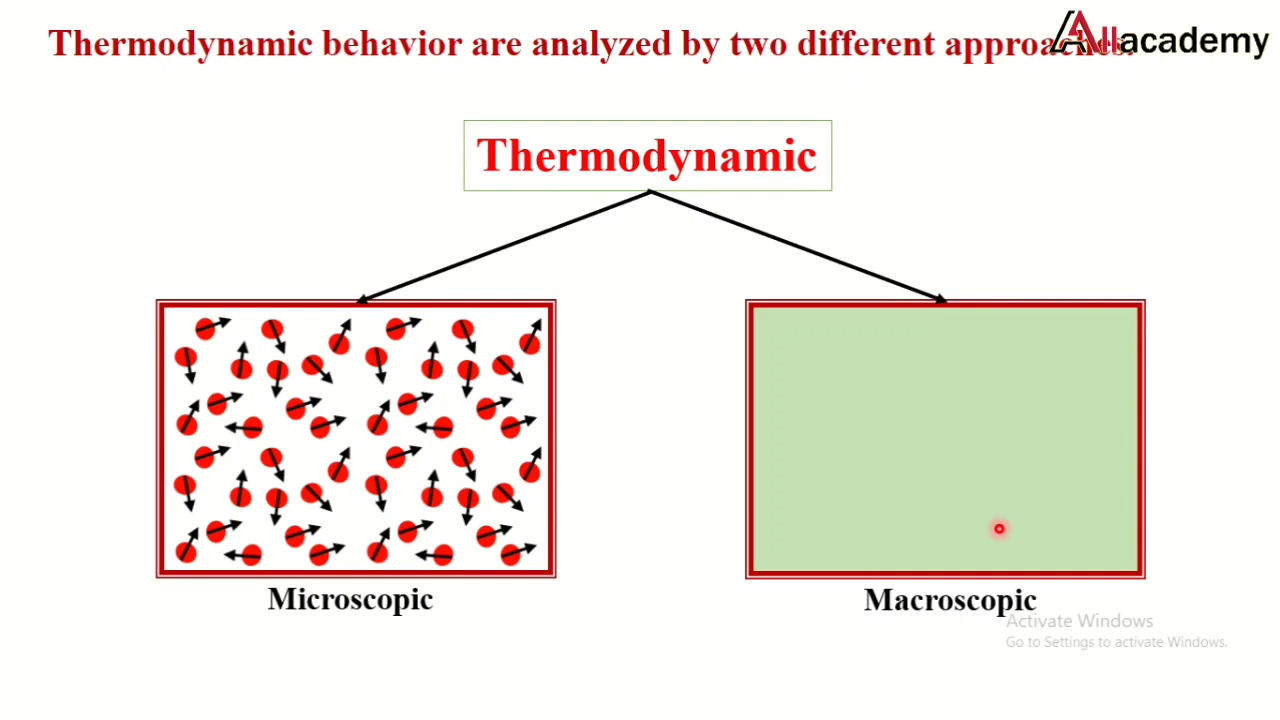 Thermodynamic behavior are analyzed by two different approaches.
Allacademy
Thermodynamic
Microscopic
Macroscopic
Activate Windows
Go to Settings to activate Windows.